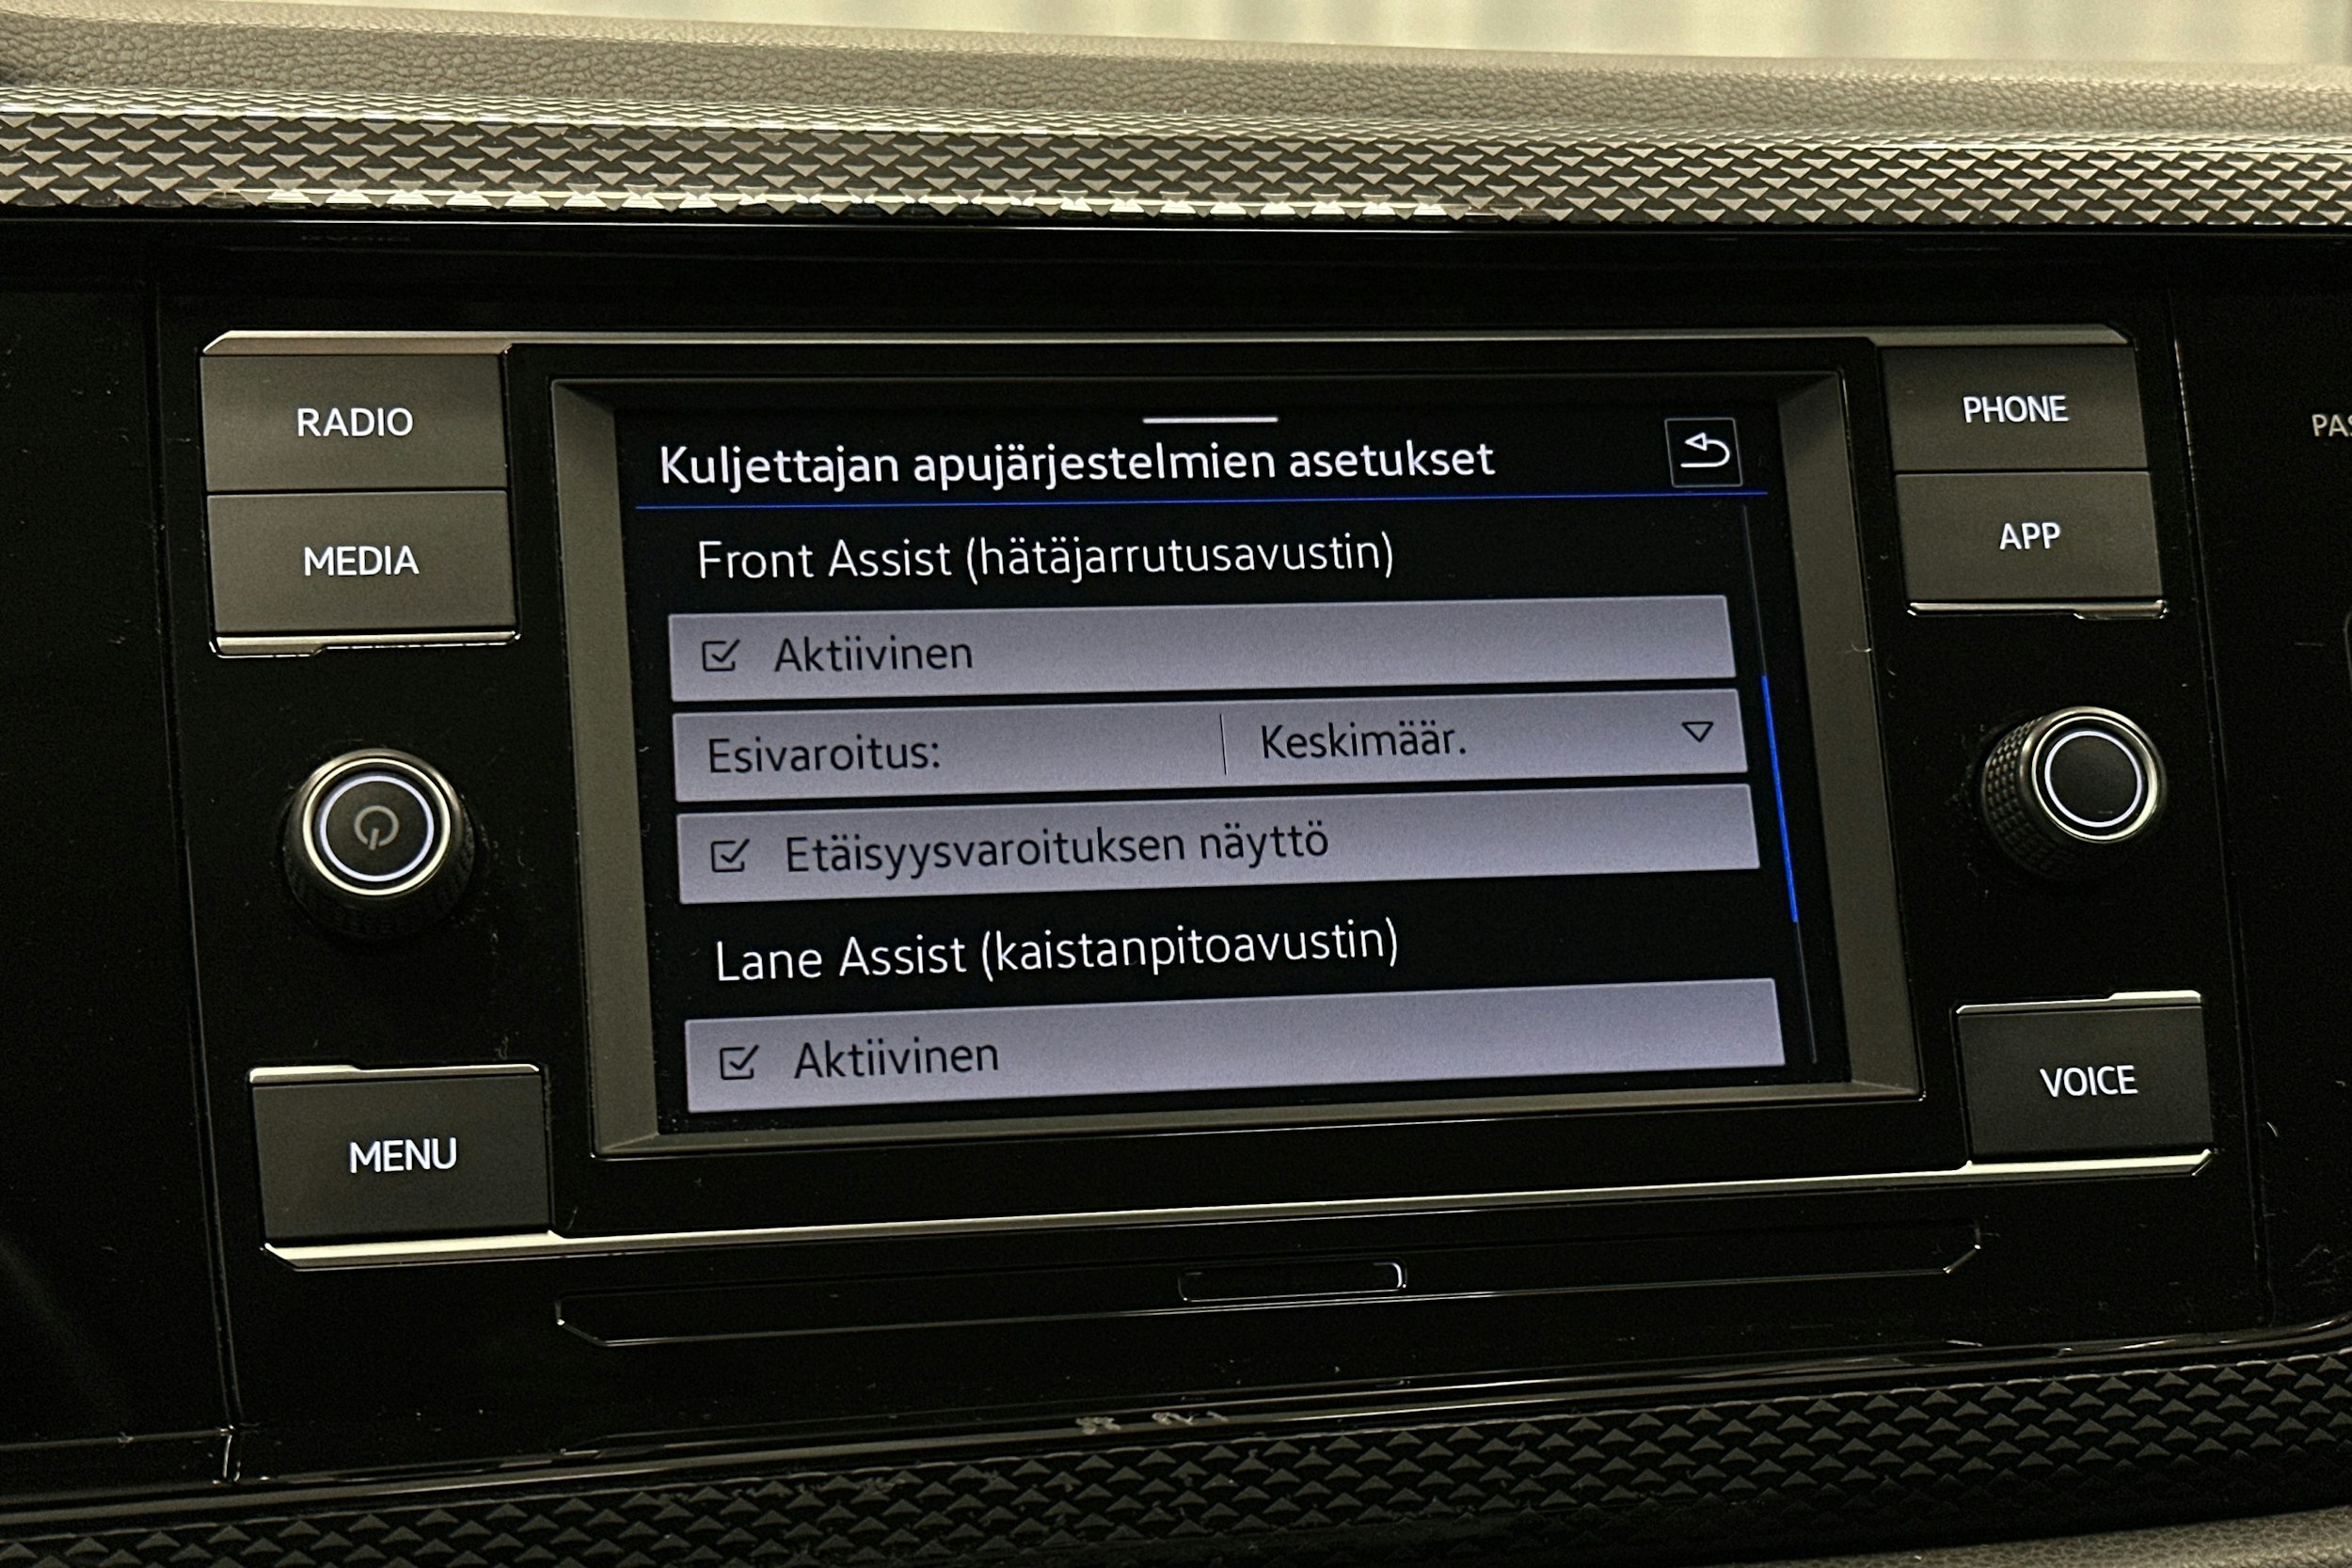 RADIO
MEDIA
MENU
Kuljettajan apujärjestelmien asetukset
Front Assist (hätäjarrutusavustin)
Aktiivinen
Esivaroitus: Keskimäär.
Etäisyysvaroituksen näyttö
Lane Assist (kaistanpitoavustin)
Aktiivinen
PHONE
APP
VOICE